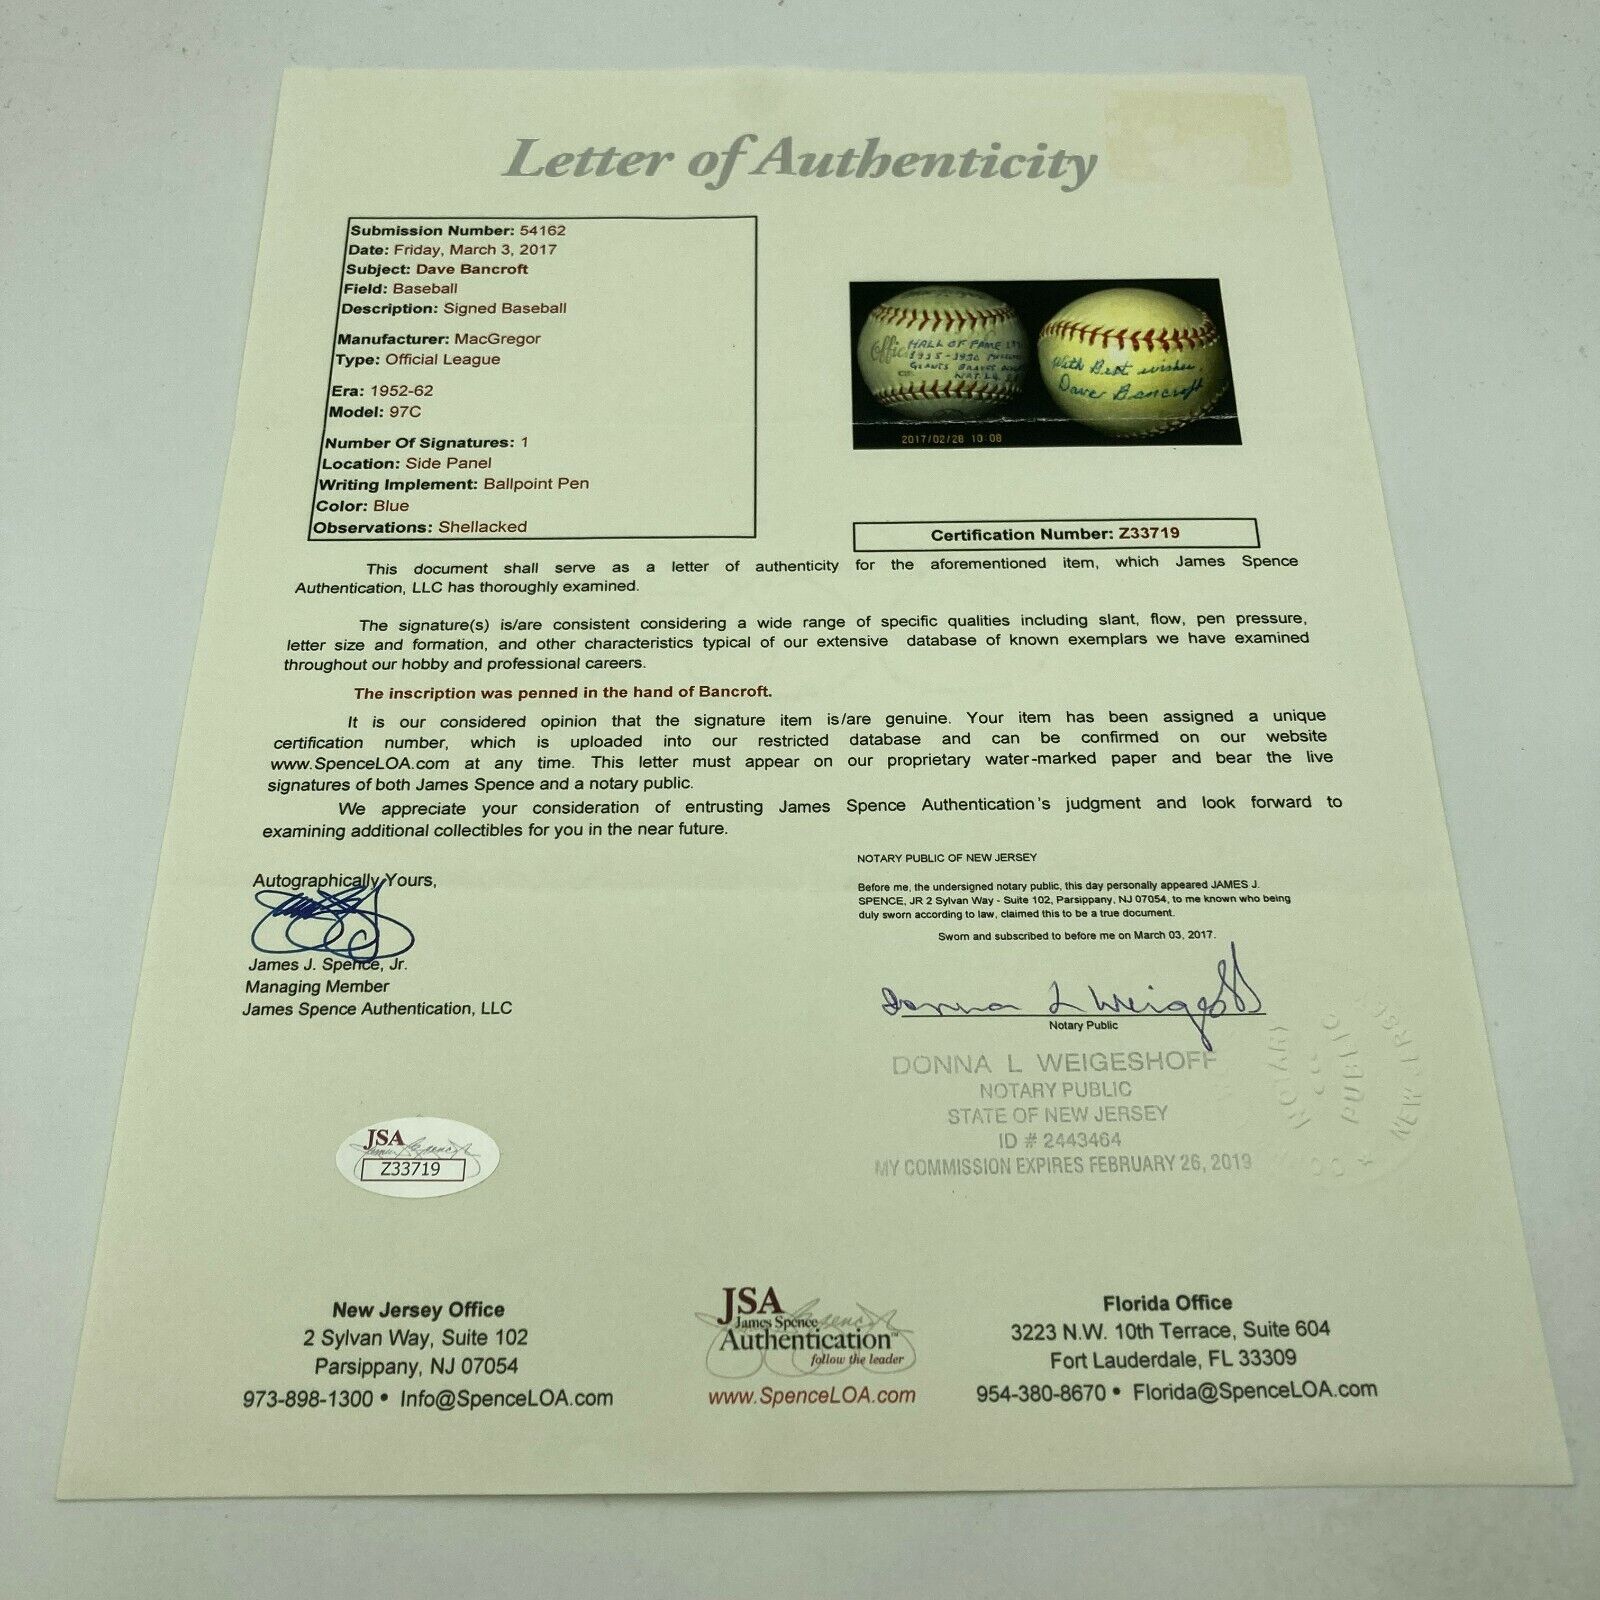 Letter of Authenticity
Submission Number: 54162
Date: Friday, March 3, 2017
Subject: Dave Bancroft
Field: Baseball
Description: Signed Baseball
Manufacturer: MacGregor
Type: Official League
Era: 1952-62
Model: 97C
Number Of Signatures: 1
Location: Side Panel
Writing Implement: Ballpoint Pen
Color: Blue
Observations: Shellacked
HALL OF FAME
GIANTS BRAVES
With Best wishes,
Dave Bancroft
2017/02/28 10:08
Certification Number: Z33719
This document shall serve as a letter of authenticity for the aforementioned item, which James Spence
Authentication, LLC has thoroughly examined.
The signature(s) is/are consistent considering a wide range of specific qualities including slant, flow, pen pressure,
letter size and formation, and other characteristics typical of our extensive database of known exemplars we have examined
throughout our hobby and professional careers.
The inscription was penned in the hand of Bancroft.
It is our considered opinion that the signature item is/are genuine. Your item has been assigned a unique
certification number, which is uploaded into our restricted database and can be confirmed on our website
www.SpenceLOA.com at any time. This letter must appear on our proprietary water-marked paper and bear the live
signatures of both James Spence and a notary public.
We appreciate your consideration of entrusting James Spence Authentication's judgment and look forward to
examining additional collectibles for you in the near future.
Autographically Yours,
James J. Spence, Jr.
Managing Member
James Spence Authentication, LLC
NOTARY PUBLIC OF NEW JERSEY
Before me, the undersigned notary public, this day personally appeared JAMES J.
SPENCE, JR 2 Sylvan Way - Suite 102, Parsippany, NJ 07054, to me known who being
duly sworn according to law, claimed this to be a true document.
Sworn and subscribed to before me on March 03, 2017.
Donna L Weigeshoff
Notary Public
DONNA L WEIGESHOFF
NOTARY PUBLIC
STATE OF NEW JERSEY
ID # 2443464
MY COMMISSION EXPIRES FEBRUARY 26, 2019
NOTARY
PUBLIC
NEW JERSEY
JSA
Z33719
New Jersey Office
2 Sylvan Way, Suite 102
Parsippany, NJ 07054
973-898-1300 • Info@SpenceLOA.com
JSA
James Spence
Authentication™
follow the leader
www.SpenceLOA.com
Florida Office
3223 N.W. 10th Terrace, Suite 604
Fort Lauderdale, FL 33309
954-380-8670 • Florida@SpenceLOA.com